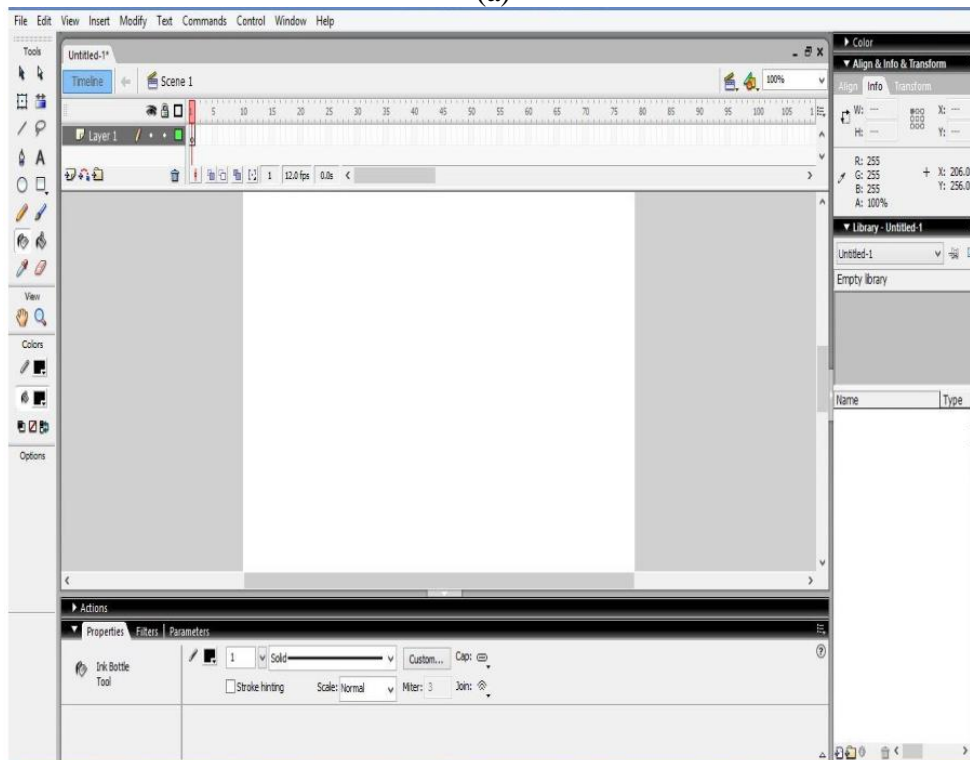 (a)
File Edit View Insert Modify Text Commands Control Window Help
Tools
Untitled-1*
Timeline
Scene 1
100%
5 10 15 20 25 30 35 40 45 50 55 60 65 70 75 80 85 90 95 100 105
Layer 1
1 12.0 fps 0.0s
View
Colors
Options
Color
Align & Info & Transform
Align Info Transform
W: — X: —
H: — Y: —
R: 255
G: 255 + X: 206.0
B: 255 Y: 256.0
A: 100%
Library - Untitled-1
Untitled-1
Empty library
Name Type
Actions
Properties Filters Parameters
Ink Bottle
Tool
1 Solid Custom... Cap:
Stroke hinting Scale: Normal Miter: 3 Join: